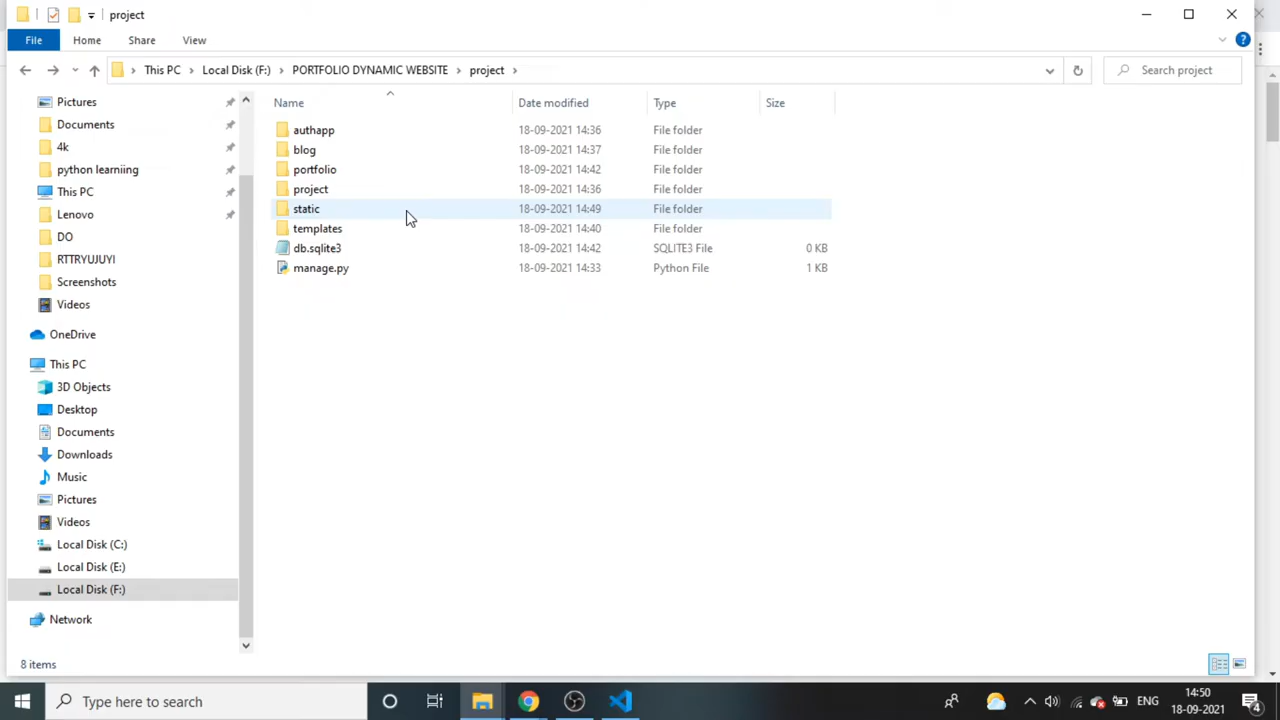 project
File
Home
Share
View
This PC
Local Disk (F:)
PORTFOLIO DYNAMIC WEBSITE
project
Search project
Pictures
Documents
4k
python learniing
This PC
Lenovo
DO
RTTRYUJUYI
Screenshots
Videos
OneDrive
This PC
3D Objects
Desktop
Documents
Downloads
Music
Pictures
Videos
Local Disk (C:)
Local Disk (E:)
Local Disk (F:)
Network
Name Date modified Type Size
authapp 18-09-2021 14:36 File folder
blog 18-09-2021 14:37 File folder
portfolio 18-09-2021 14:42 File folder
project 18-09-2021 14:36 File folder
static 18-09-2021 14:49 File folder
templates 18-09-2021 14:40 File folder
db.sqlite3 18-09-2021 14:42 SQLITE3 File 0 KB
manage.py 18-09-2021 14:33 Python File 1 KB
8 items
Type here to search
ENG
14:50
18-09-2021
4